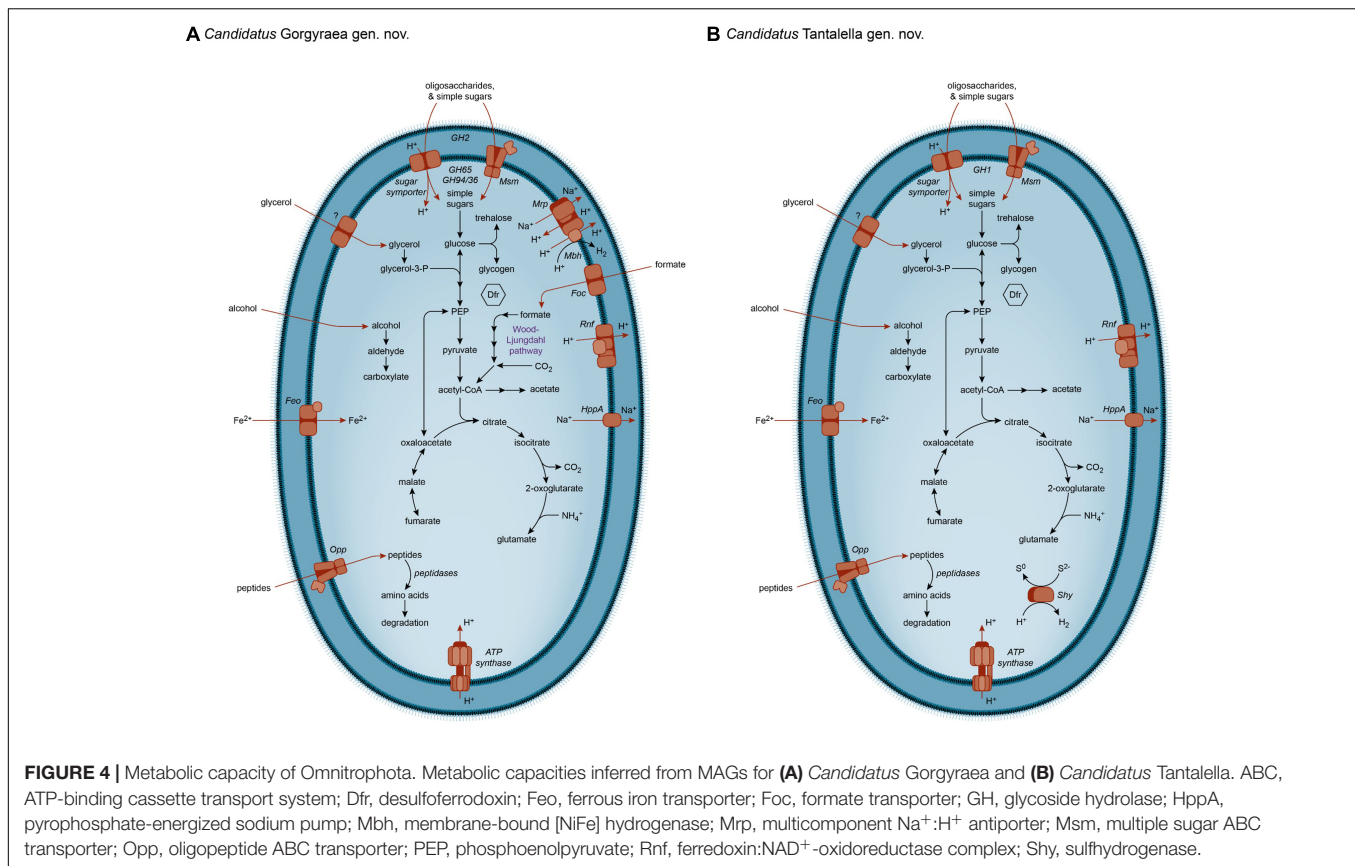 A Candidatus Gorgyraea gen. nov.
oligosaccharides,
& simple sugars
GH2
H⁺
sugar
symporter
GH65
GH94/36
Msm
H⁺
simple
sugars
glycerol
?
glycerol
glycerol-3-P
trehalose
glucose
glycogen
Mrp
Na⁺
Na⁺
H⁺
H⁺
H⁺
Mbh
H₂
H⁺
formate
Foc
Dfr
alcohol
alcohol
aldehyde
carboxylate
PEP
formate
Wood-
Ljungdahl
pathway
Rnf
H⁺
H⁺
pyruvate
CO₂
acetyl-CoA
acetate
Feo
Fe²⁺
Fe²⁺
HppA
Na⁺
Na⁺
citrate
oxaloacetate
isocitrate
CO₂
malate
2-oxoglutarate
fumarate
NH₄⁺
glutamate
Opp
peptides
peptides
peptidases
amino acids
degradation
H⁺
ATP
synthase
H⁺
B Candidatus Tantalella gen. nov.
oligosaccharides,
& simple sugars
H⁺
sugar
symporter
GH1
Msm
H⁺
simple
sugars
glycerol
?
glycerol
glycerol-3-P
trehalose
glucose
glycogen
Dfr
alcohol
alcohol
aldehyde
carboxylate
PEP
Rnf
H⁺
H⁺
pyruvate
acetyl-CoA
acetate
Feo
Fe²⁺
Fe²⁺
HppA
Na⁺
Na⁺
citrate
oxaloacetate
isocitrate
CO₂
malate
2-oxoglutarate
fumarate
NH₄⁺
glutamate
Opp
peptides
peptides
peptidases
amino acids
degradation
S⁰
S²⁻
Shy
H⁺
H₂
H⁺
ATP
synthase
H⁺
FIGURE 4 | Metabolic capacity of Omnitrophota. Metabolic capacities inferred from MAGs for (A) Candidatus Gorgyraea and (B) Candidatus Tantalella. ABC,
ATP-binding cassette transport system; Dfr, desulfoferrodoxin; Feo, ferrous iron transporter; Foc, formate transporter; GH, glycoside hydrolase; HppA,
pyrophosphate-energized sodium pump; Mbh, membrane-bound [NiFe] hydrogenase; Mrp, multicomponent Na⁺:H⁺ antiporter; Msm, multiple sugar ABC
transporter; Opp, oligopeptide ABC transporter; PEP, phosphoenolpyruvate; Rnf, ferredoxin:NAD⁺-oxidoreductase complex; Shy, sulfhydrogenase.